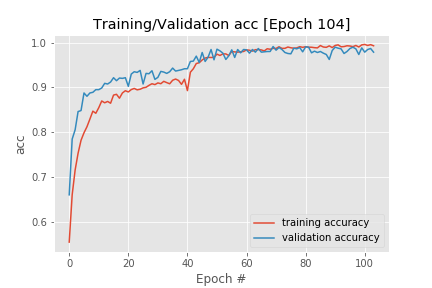 Training/Validation acc [Epoch 104]
1.0
0.9
0.8
0.7
0.6
acc
training accuracy
validation accuracy
0
20
40
60
80
100
Epoch #